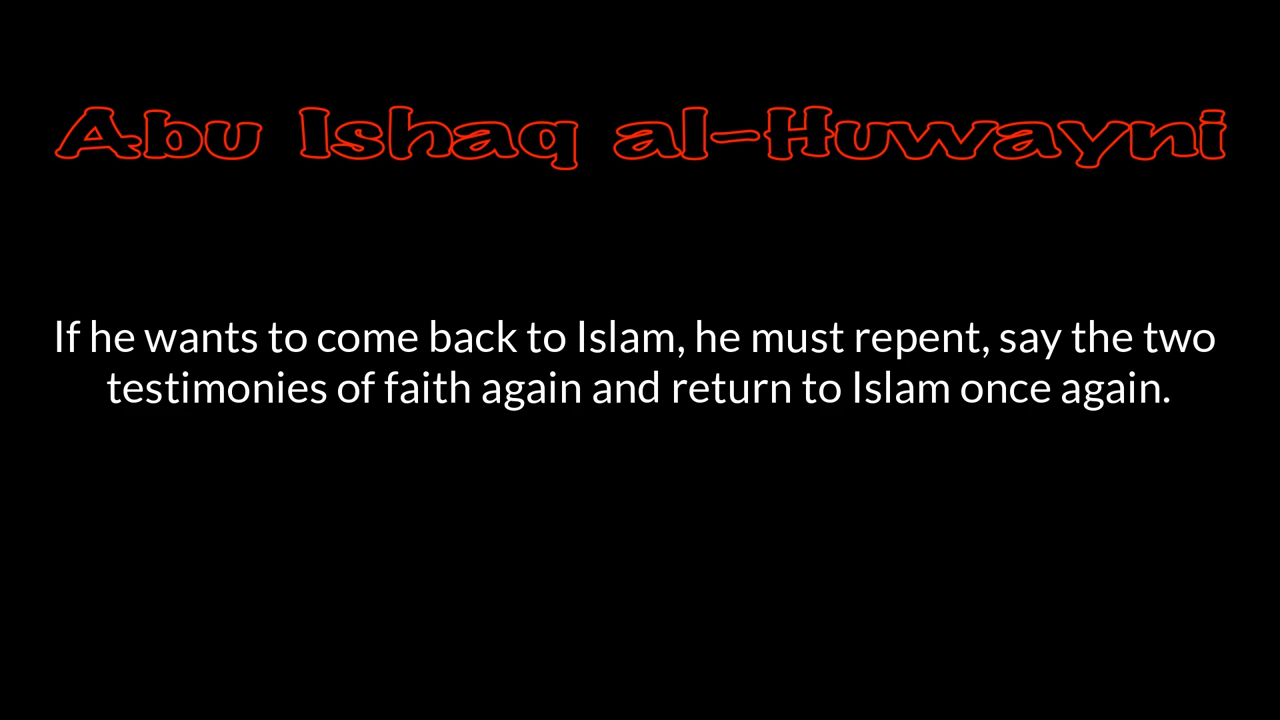 Abu Ishaq al-Huwayni
If he wants to come back to Islam, he must repent, say the two
testimonies of faith again and return to Islam once again.